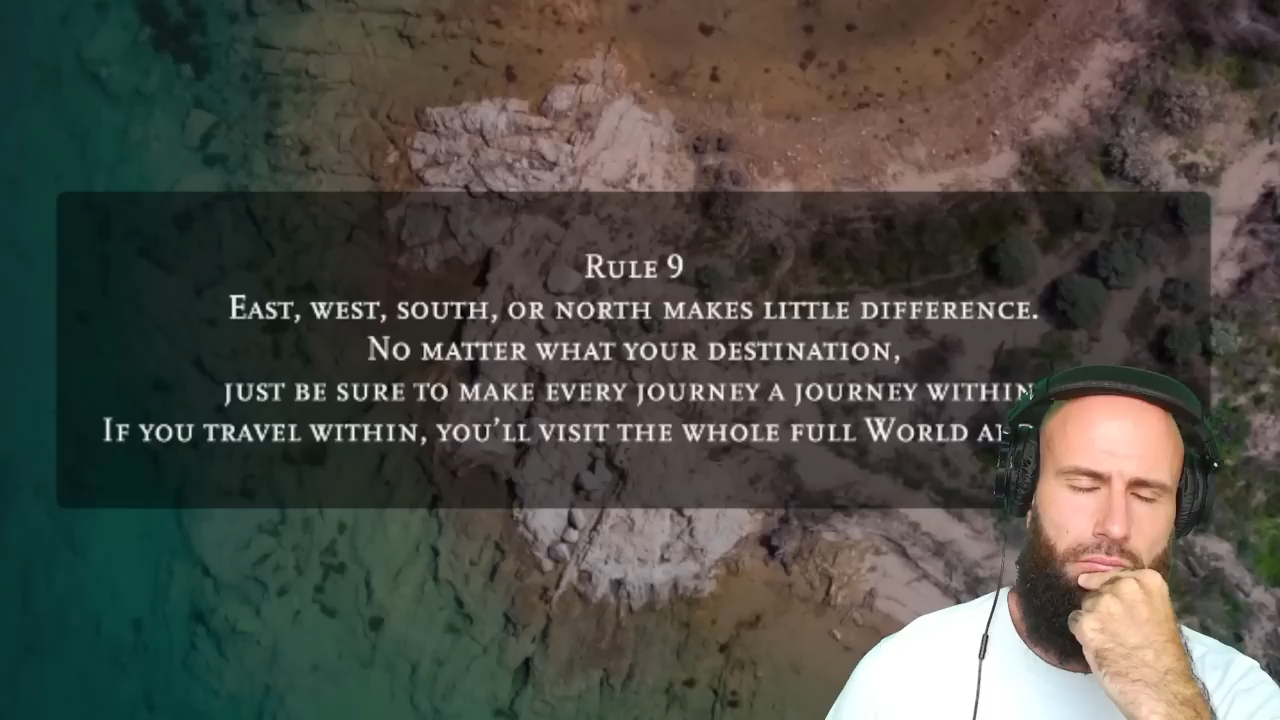 Rule 9
East, west, south, or north makes little difference.
No matter what your destination,
just be sure to make every journey a journey within
If you travel within, you'll visit the whole full World